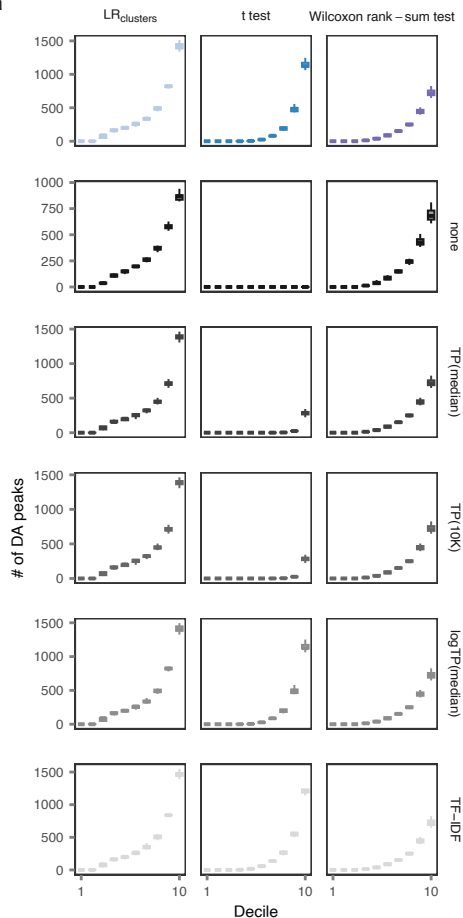 a
LRclusters
t test
Wilcoxon rank – sum test
1500
1000
500
0
1000
750
500
250
0
none
1500
1000
500
0
TP(median)
1500
1000
500
0
TP(10K)
1500
1000
500
0
logTP(median)
1500
1000
500
0
TF–IDF
# of DA peaks
1 10 1 10 1 10
Decile